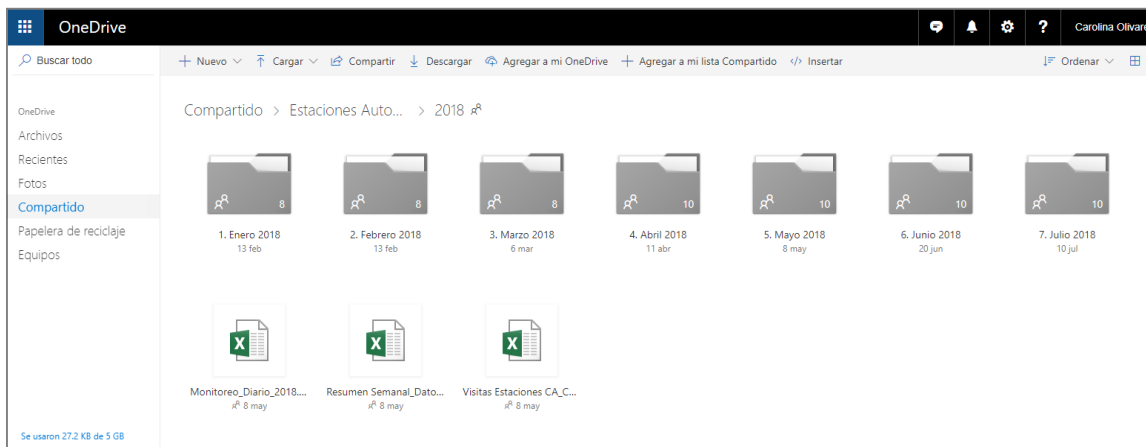 OneDrive
Carolina Olivare
Buscar todo
Nuevo Cargar Compartir Descargar Agregar a mi OneDrive Agregar a mi lista Compartido Insertar Ordenar
OneDrive
Archivos
Recientes
Fotos
Compartido
Papelera de reciclaje
Equipos
Compartido > Estaciones Auto... > 2018
8 8 8 10 10 10 10
1. Enero 2018 2. Febrero 2018 3. Marzo 2018 4. Abril 2018 5. Mayo 2018 6. Junio 2018 7. Julio 2018
13 feb 13 feb 6 mar 11 abr 8 may 20 jun 10 jul
Monitoreo_Diario_2018.... Resumen Semanal_Dato... Visitas Estaciones CA_C...
8 may 8 may 8 may
Se usaron 27.2 KB de 5 GB